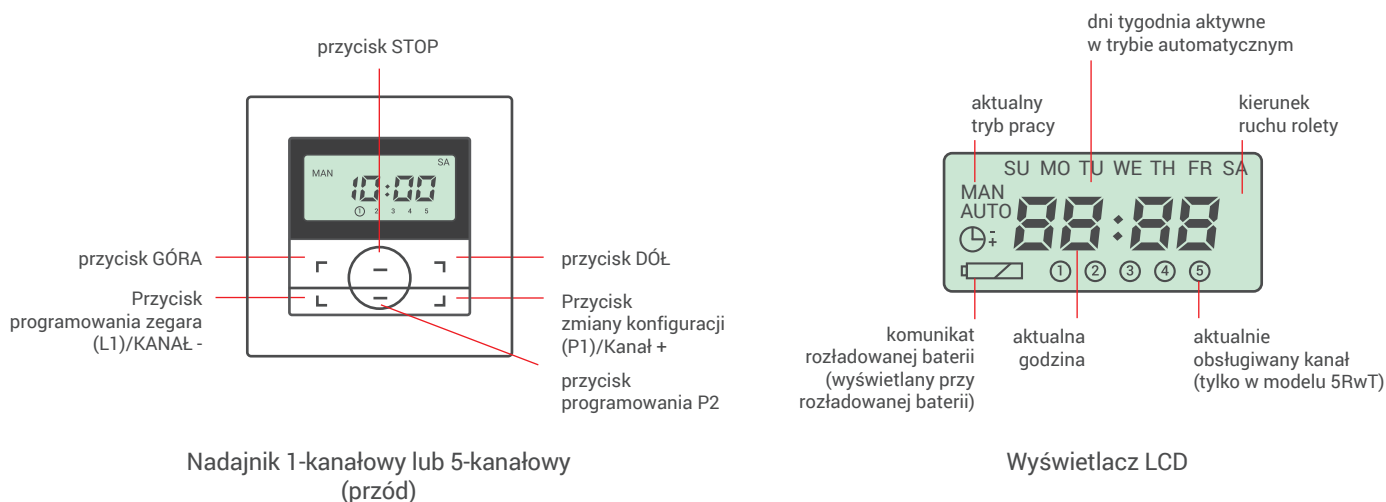 przycisk STOP
MAN
SA
10:00
1 2 3 4 5
przycisk GÓRA
przycisk DÓŁ
Przycisk
programowania zegara
(L1)/KANAŁ -
Przycisk
zmiany konfiguracji
(P1)/Kanał +
przycisk
programowania P2
Nadajnik 1-kanałowy lub 5-kanałowy
(przód)
dni tygodnia aktywne
w trybie automatycznym
aktualny
tryb pracy
kierunek
ruchu rolety
SU MO TU WE TH FR SA
MAN
AUTO
88:88
- +
1 2 3 4 5
komunikat
rozładowanej baterii
(wyświetlany przy
rozładowanej baterii)
aktualna
godzina
aktualnie
obsługiwany kanał
(tylko w modelu 5RwT)
Wyświetlacz LCD